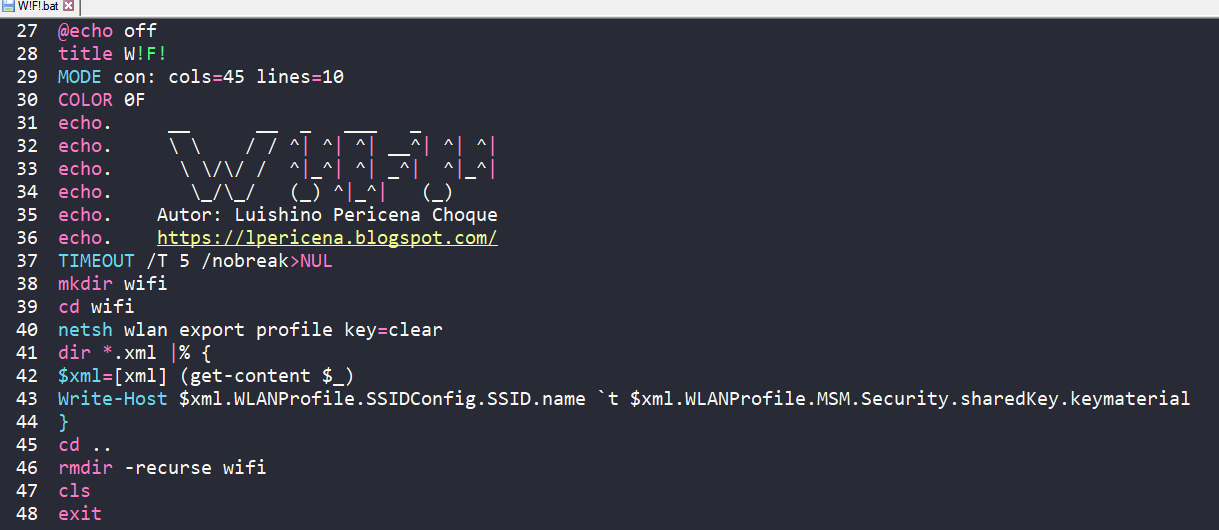 W!F!.bat
27 @echo off
28 title W!F!
29 MODE con: cols=45 lines=10
30 COLOR 0F
31 echo.     __      __  _   ___   _
32 echo.     \ \    / / ^| ^| ^| __^| ^| ^|
33 echo.      \ \/\/ /  ^|_^| ^| _^|  ^|_^|
34 echo.       \_/\_/   (_) ^|_^|   (_)
35 echo.    Autor: Luishino Pericena Choque
36 echo.    https://lpericena.blogspot.com/
37 TIMEOUT /T 5 /nobreak>NUL
38 mkdir wifi
39 cd wifi
40 netsh wlan export profile key=clear
41 dir *.xml |% {
42 $xml=[xml] (get-content $_)
43 Write-Host $xml.WLANProfile.SSIDConfig.SSID.name `t $xml.WLANProfile.MSM.Security.sharedKey.keymaterial
44 }
45 cd ..
46 rmdir -recurse wifi
47 cls
48 exit